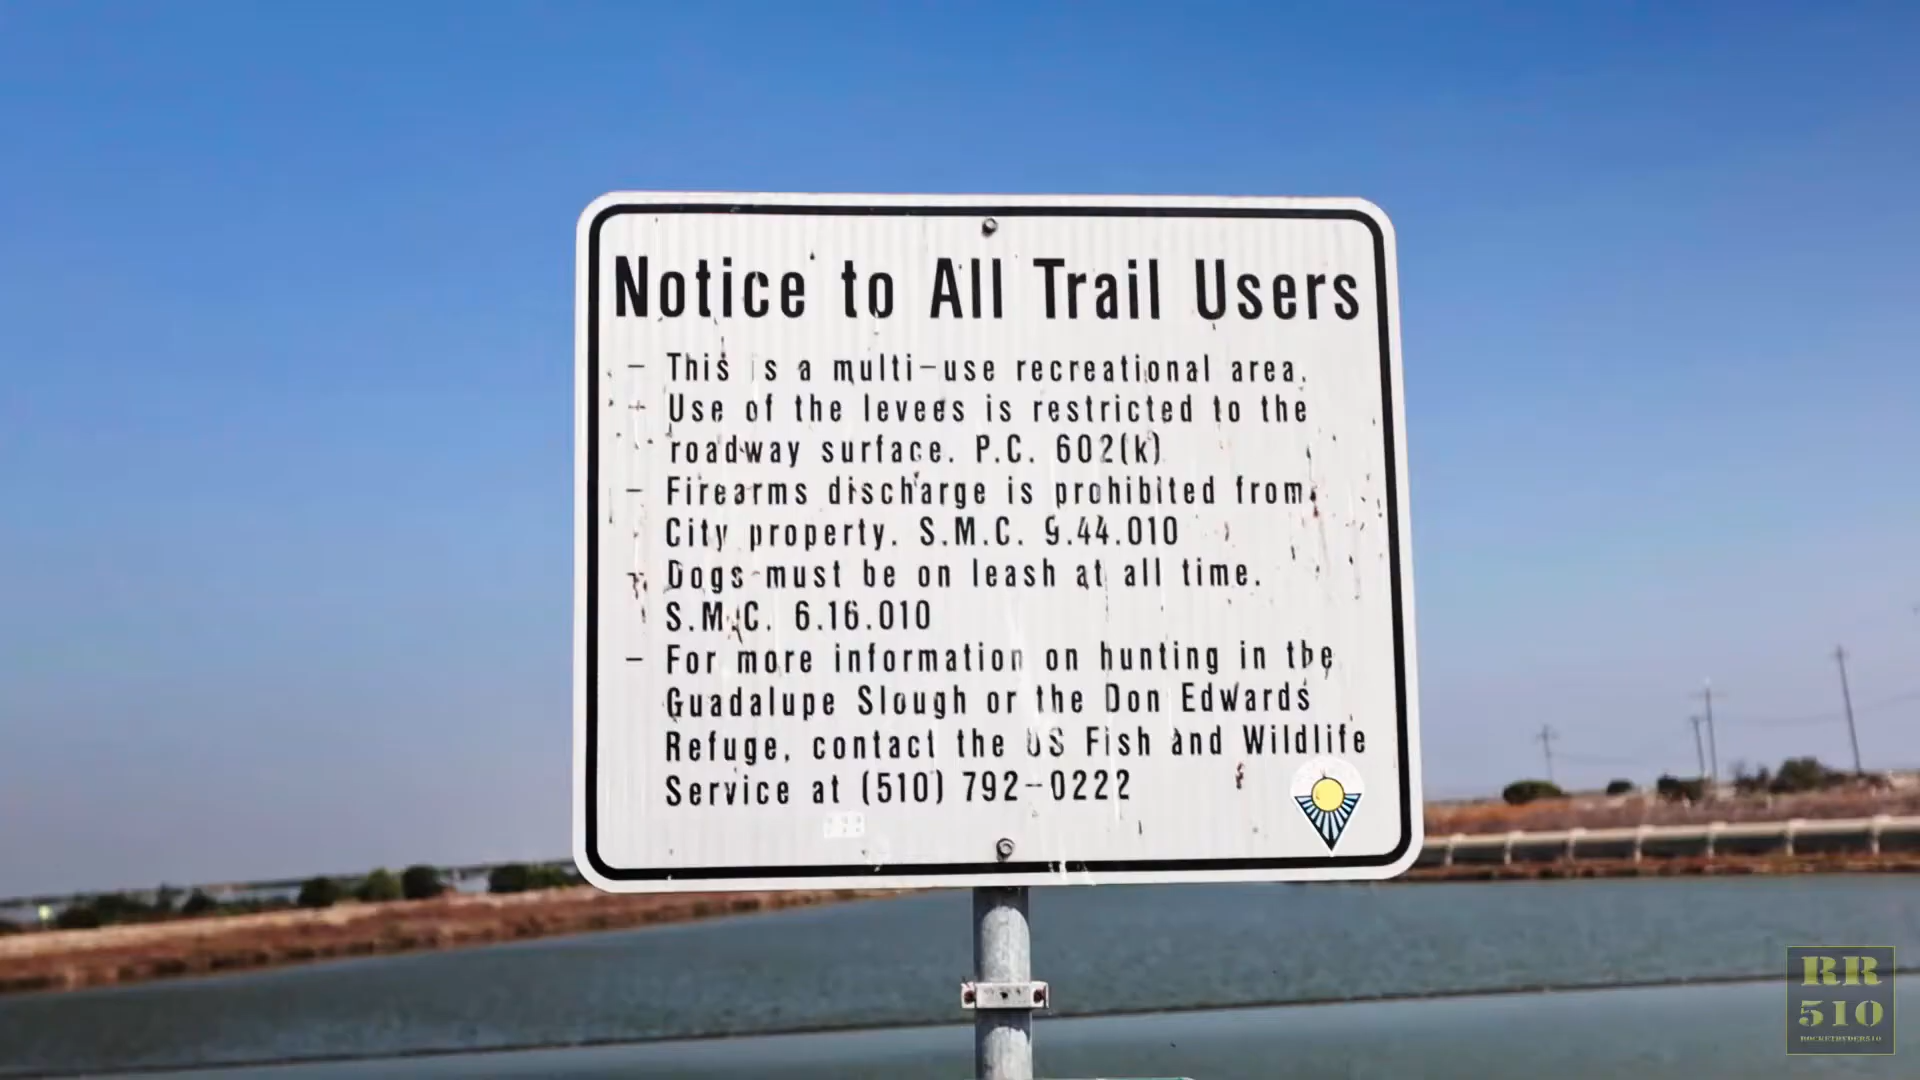 Notice to All Trail Users
- This is a multi-use recreational area.
- Use of the levees is restricted to the
roadway surface. P.C. 602(k)
- Firearms discharge is prohibited from
City property. S.M.C. 9.44.010
- Dogs must be on leash at all time.
S.M.C. 6.16.010
- For more information on hunting in the
Guadalupe Slough or the Don Edwards
Refuge, contact the US Fish and Wildlife
Service at (510) 792-0222
RR
510
ROCKETRYDER510